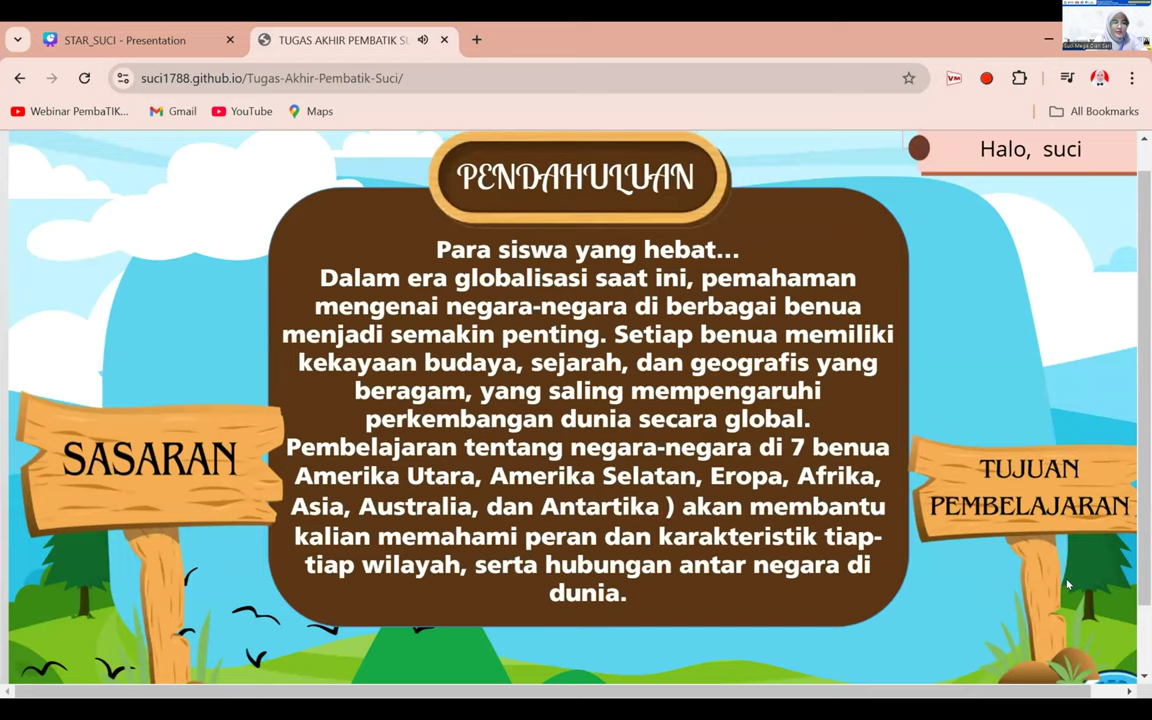 STAR_SUCI - Presentation
TUGAS AKHIR PEMBATIK SU
suci1788.github.io/Tugas-Akhir-Pembatik-Suci/
Webinar PembaTIK...
Gmail
YouTube
Maps
All Bookmarks
Halo, suci
PENDAHULUAN
Para siswa yang hebat...
Dalam era globalisasi saat ini, pemahaman
mengenai negara-negara di berbagai benua
menjadi semakin penting. Setiap benua memiliki
kekayaan budaya, sejarah, dan geografis yang
beragam, yang saling mempengaruhi
perkembangan dunia secara global.
Pembelajaran tentang negara-negara di 7 benua
Amerika Utara, Amerika Selatan, Eropa, Afrika,
Asia, Australia, dan Antartika ) akan membantu
kalian memahami peran dan karakteristik tiap-
tiap wilayah, serta hubungan antar negara di
dunia.
SASARAN
TUJUAN
PEMBELAJARAN